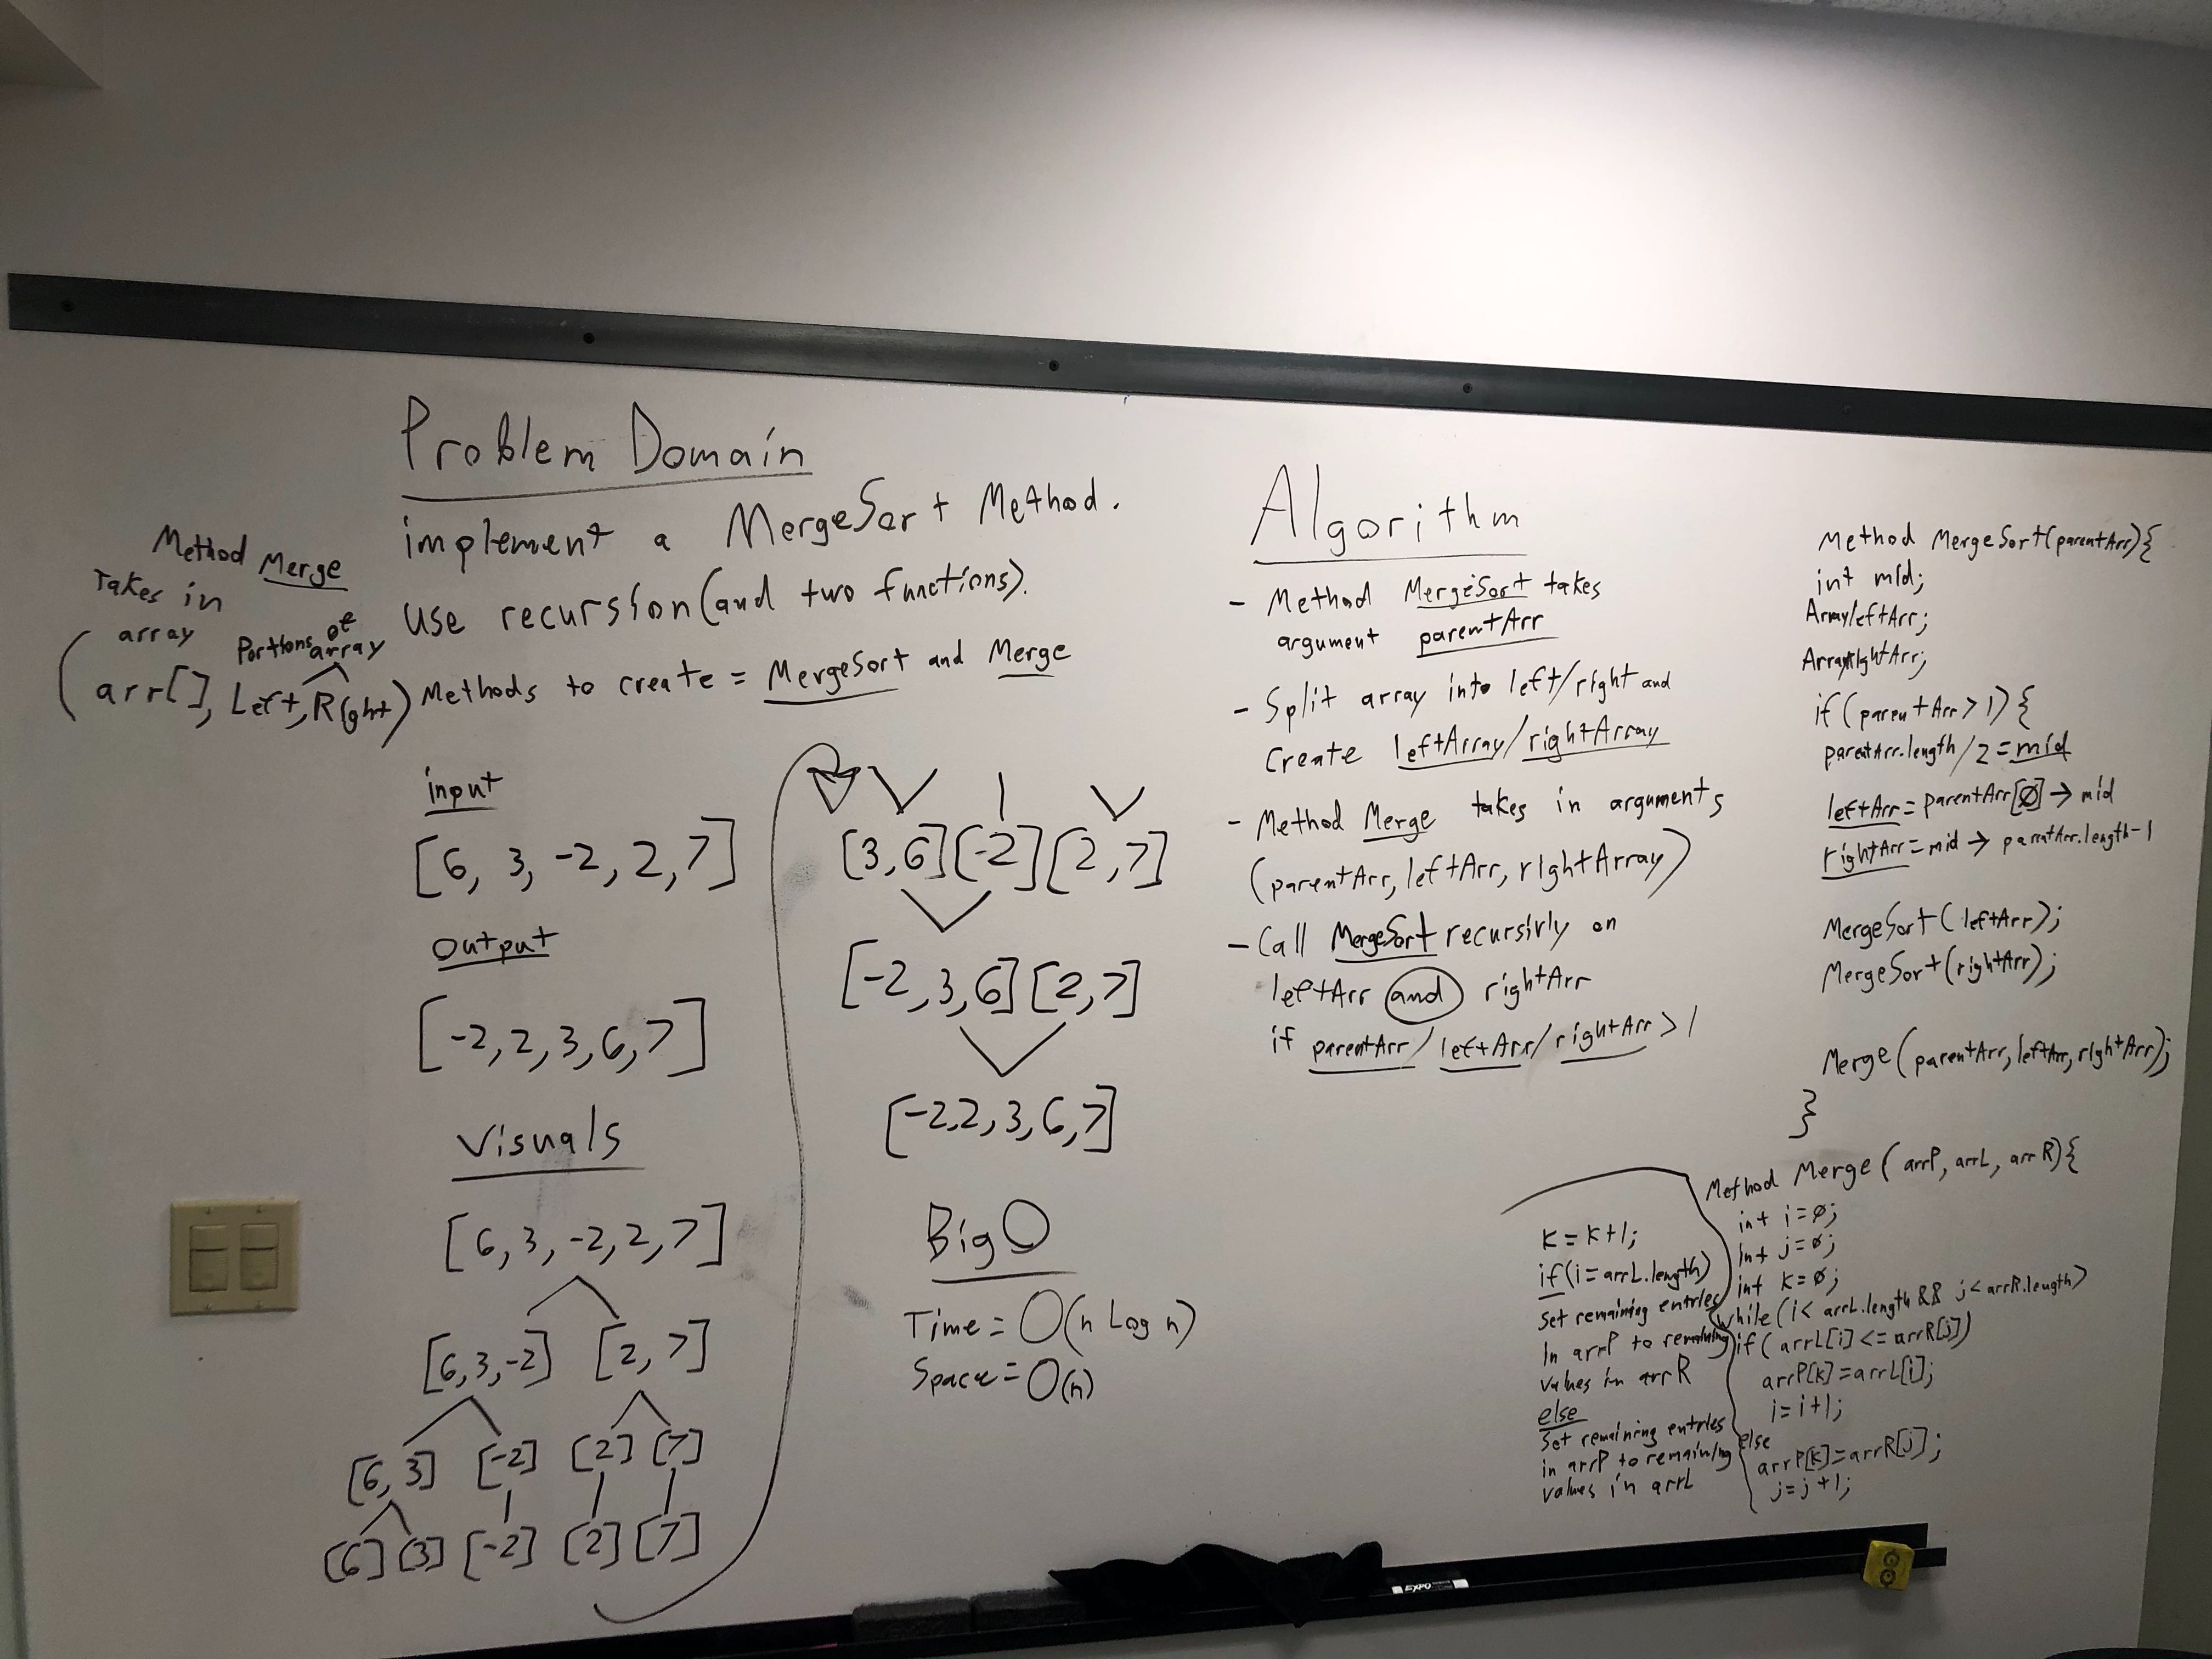 Problem Domain
implement a MergeSort Method.
use recursion (and two functions).
Methods to create = MergeSort and Merge
Method Merge
Takes in
array
Portions of
array
(arr[], Left, Right)
input
[6, 3, -2, 2, 7]
Output
[-2, 2, 3, 6, 7]
Visuals
[6, 3, -2, 2, 7]
[6, 3, -2] [2, 7]
[6, 3] [-2] [2] [7]
[6] [3] [-2] [2] [7]
[3, 6] [-2] [2, 7]
[-2, 3, 6] [2, 7]
[-2, 2, 3, 6, 7]
Big O
Time = O(n Log n)
Space = O(n)
Algorithm
- Method MergeSort takes
argument parentArr
- Split array into left/right and
Create leftArray/rightArray
- Method Merge takes in arguments
(parentArr, leftArr, rightArray)
- Call MergeSort recursivly on
leftArr and rightArr
if parentArr/leftArr/rightArr > 1
Method MergeSort(parentArr){
int mid;
Array leftArr;
Array rightArr;
if (parentArr > 1) {
parentArr.length / 2 = mid
leftArr = parentArr[0] → mid
rightArr = mid → parentArr.length-1
MergeSort (leftArr);
MergeSort (rightArr);
Merge (parentArr, leftArr, rightArr);
}
Method Merge (arrP, arrL, arrR){
int i = 0;
int j = 0;
int k = 0;
while (i < arrL.length && j < arrR.length)
if (arrL[i] <= arrR[j])
arrP[k] = arrL[i];
i = i+1;
else
arrP[k] = arrR[j];
j = j+1;
k = k+1;
if (i = arrL.length)
Set remaining entries
In arrP to remaining
values in arrR
else
Set remaining entries
in arrP to remaining
values in arrL
EXPO